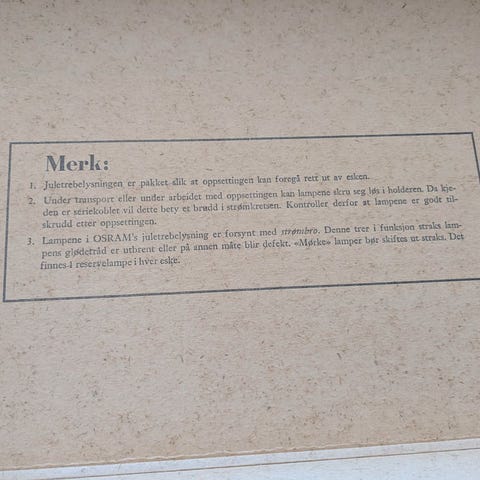 Merk:
1. Juletrebelysningen er pakket slik at oppsettingen kan foregå rett ut av esken.
2. Under transport eller under arbeidet med oppsettingen kan lampene skru seg løs i holderen. Da kje-
den er seriekoblet vil dette bety et brudd i strømkretsen. Kontroller derfor at lampene er godt til-
skrudd etter oppsettingen.
3. Lampene i OSRAM's juletrebelysning er forsynt med strømbro. Denne trer i funksjon straks lam-
pens glødetråd er utbrent eller på annen måte blir defekt. «Mørke» lamper bør skiftes ut straks. Det
finnes 1 reservelampe i hver eske.